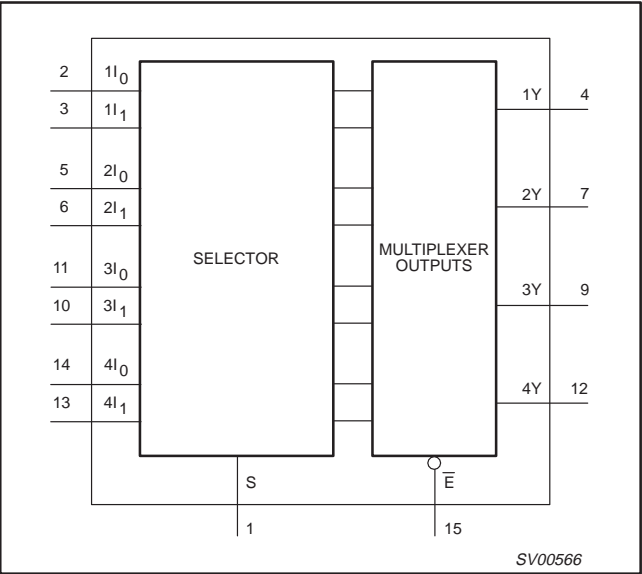 2 1I0
3 1I1
1Y 4
5 2I0
6 2I1
2Y 7
SELECTOR
MULTIPLEXER
OUTPUTS
11 3I0
10 3I1
3Y 9
14 4I0
13 4I1
4Y 12
S
E̅
1
15
SV00566